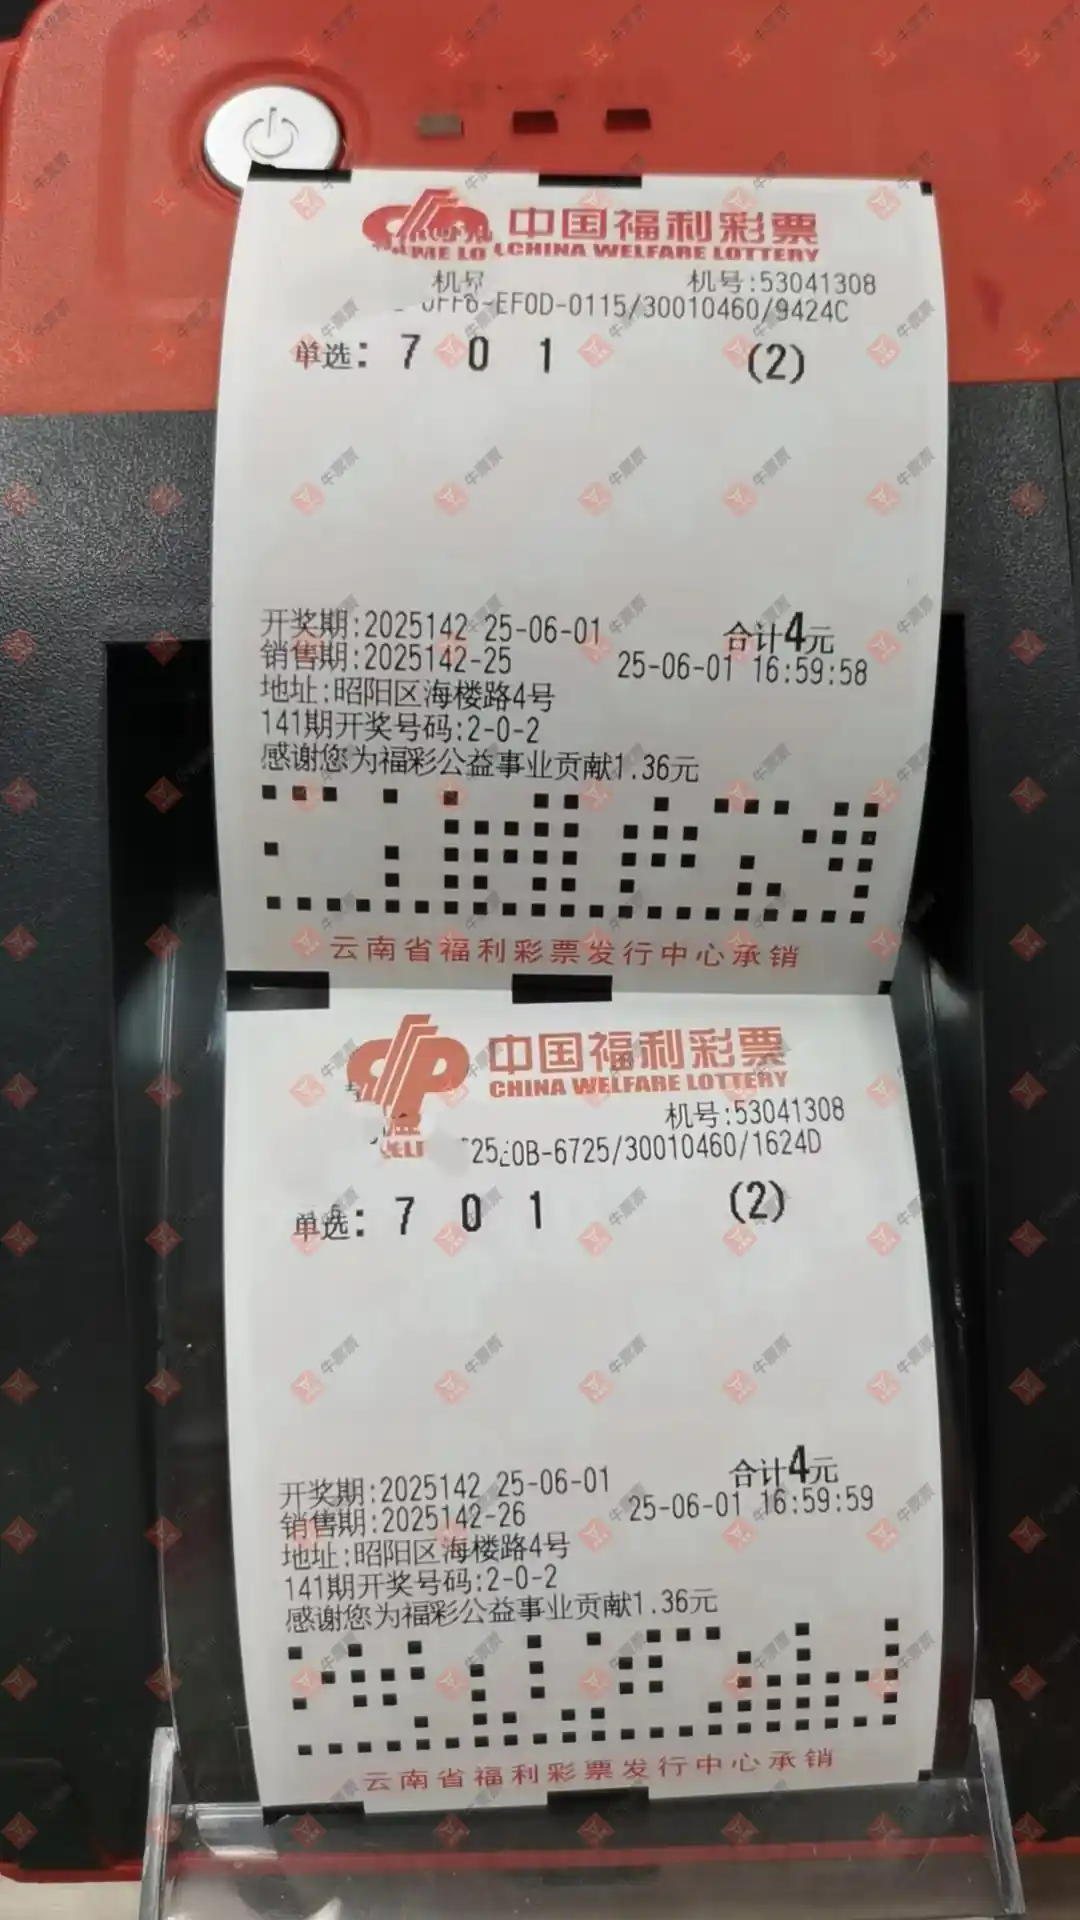 中国福利彩票
CHINA WELFARE LOTTERY
机号 机号:53041308
-EF0D-0115/30010460/9424C
单选: 7 0 1 (2)
开奖期:2025142 25-06-01 合计4元
销售期:2025142-25 25-06-01 16:59:58
地址:昭阳区海楼路4号
141期开奖号码:2-0-2
感谢您为福彩公益事业贡献1.36元
云南省福利彩票发行中心承销
中国福利彩票
CHINA WELFARE LOTTERY
机号:53041308
0B-6725/30010460/1624D
单选: 7 0 1 (2)
开奖期:2025142 25-06-01 合计4元
销售期:2025142-26 25-06-01 16:59:59
地址:昭阳区海楼路4号
141期开奖号码:2-0-2
感谢您为福彩公益事业贡献1.36元
云南省福利彩票发行中心承销
牛票票